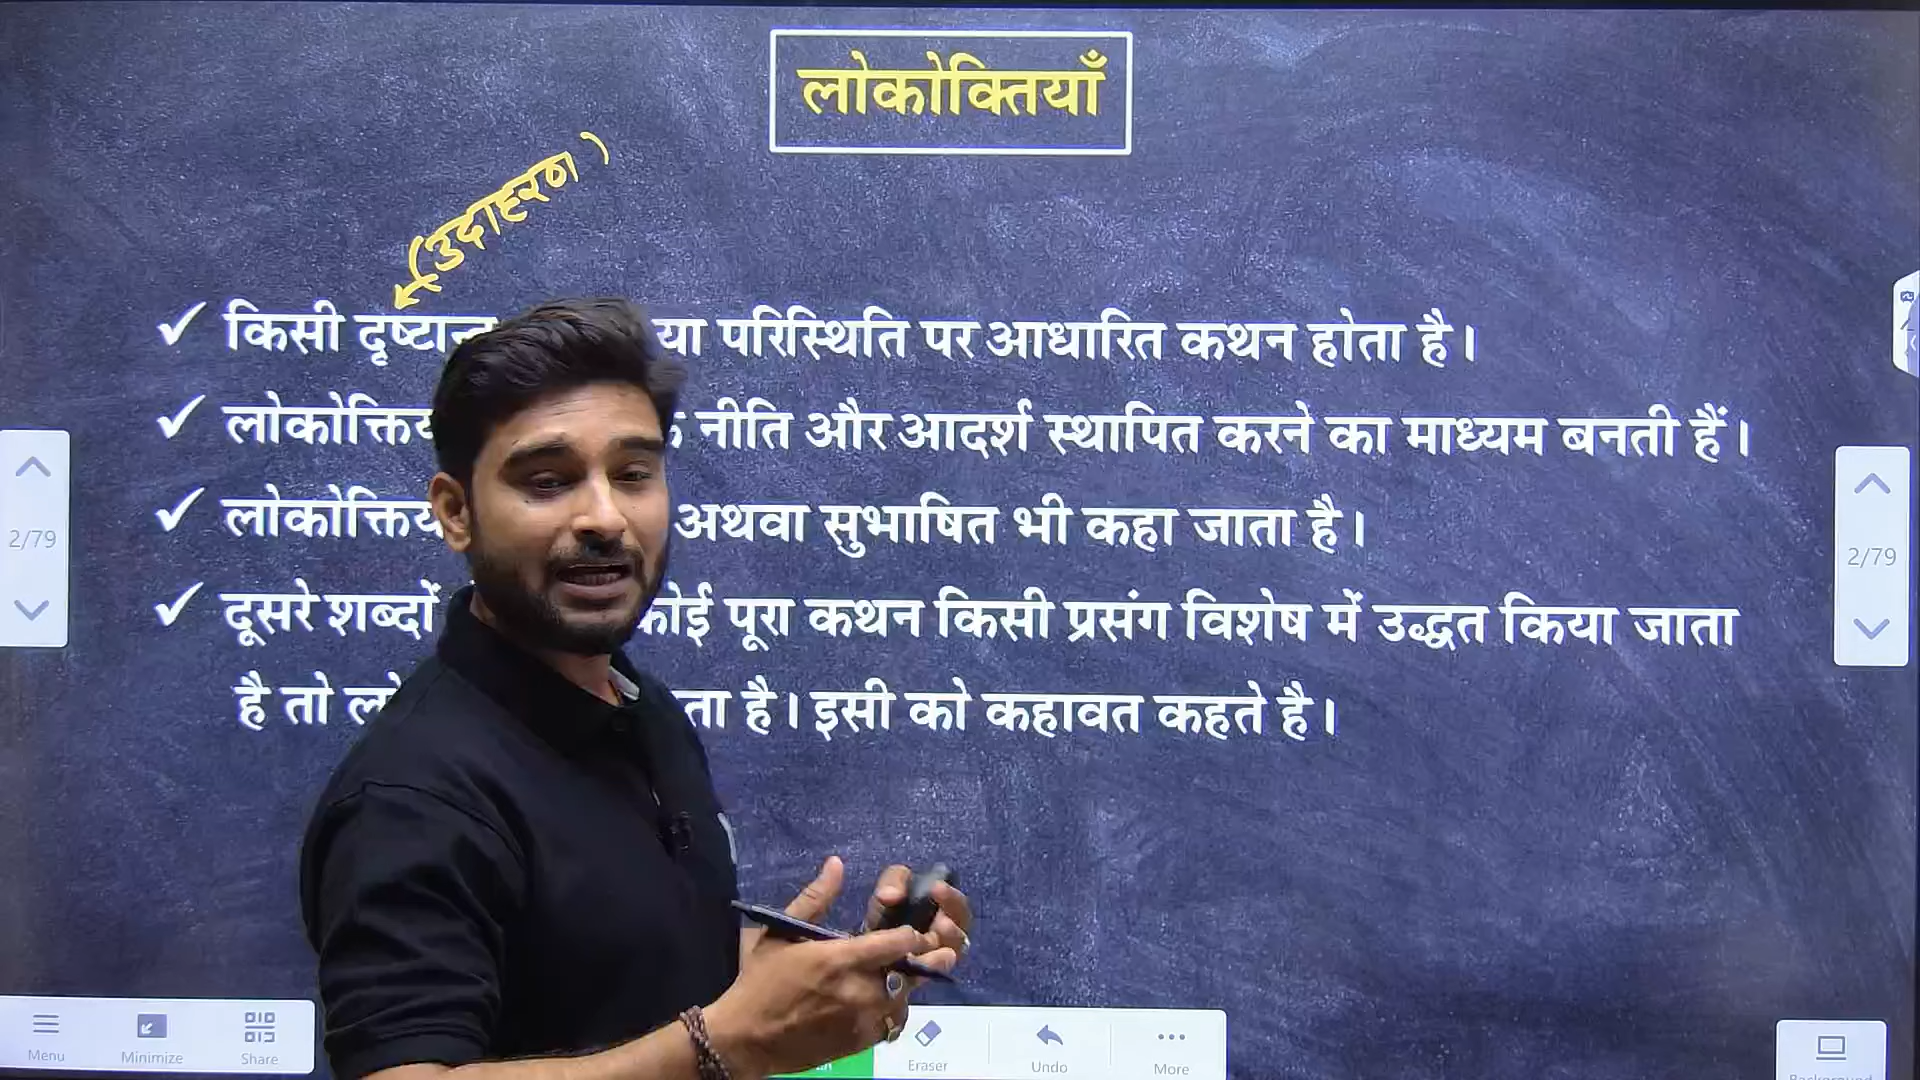 लोकोक्तियाँ
(उदाहरण)
✓ किसी दृष्टान्त या परिस्थिति पर आधारित कथन होता है।
✓ नीति और आदर्श स्थापित करने का माध्यम बनती हैं।
✓ अथवा सुभाषित भी कहा जाता है।
✓ दूसरे शब्दों कोई पूरा कथन किसी प्रसंग विशेष में उद्धत किया जाता
है तो है। इसी को कहावत कहते है।
2/79
2/79
Menu
Minimize
Share
Eraser
Undo
More